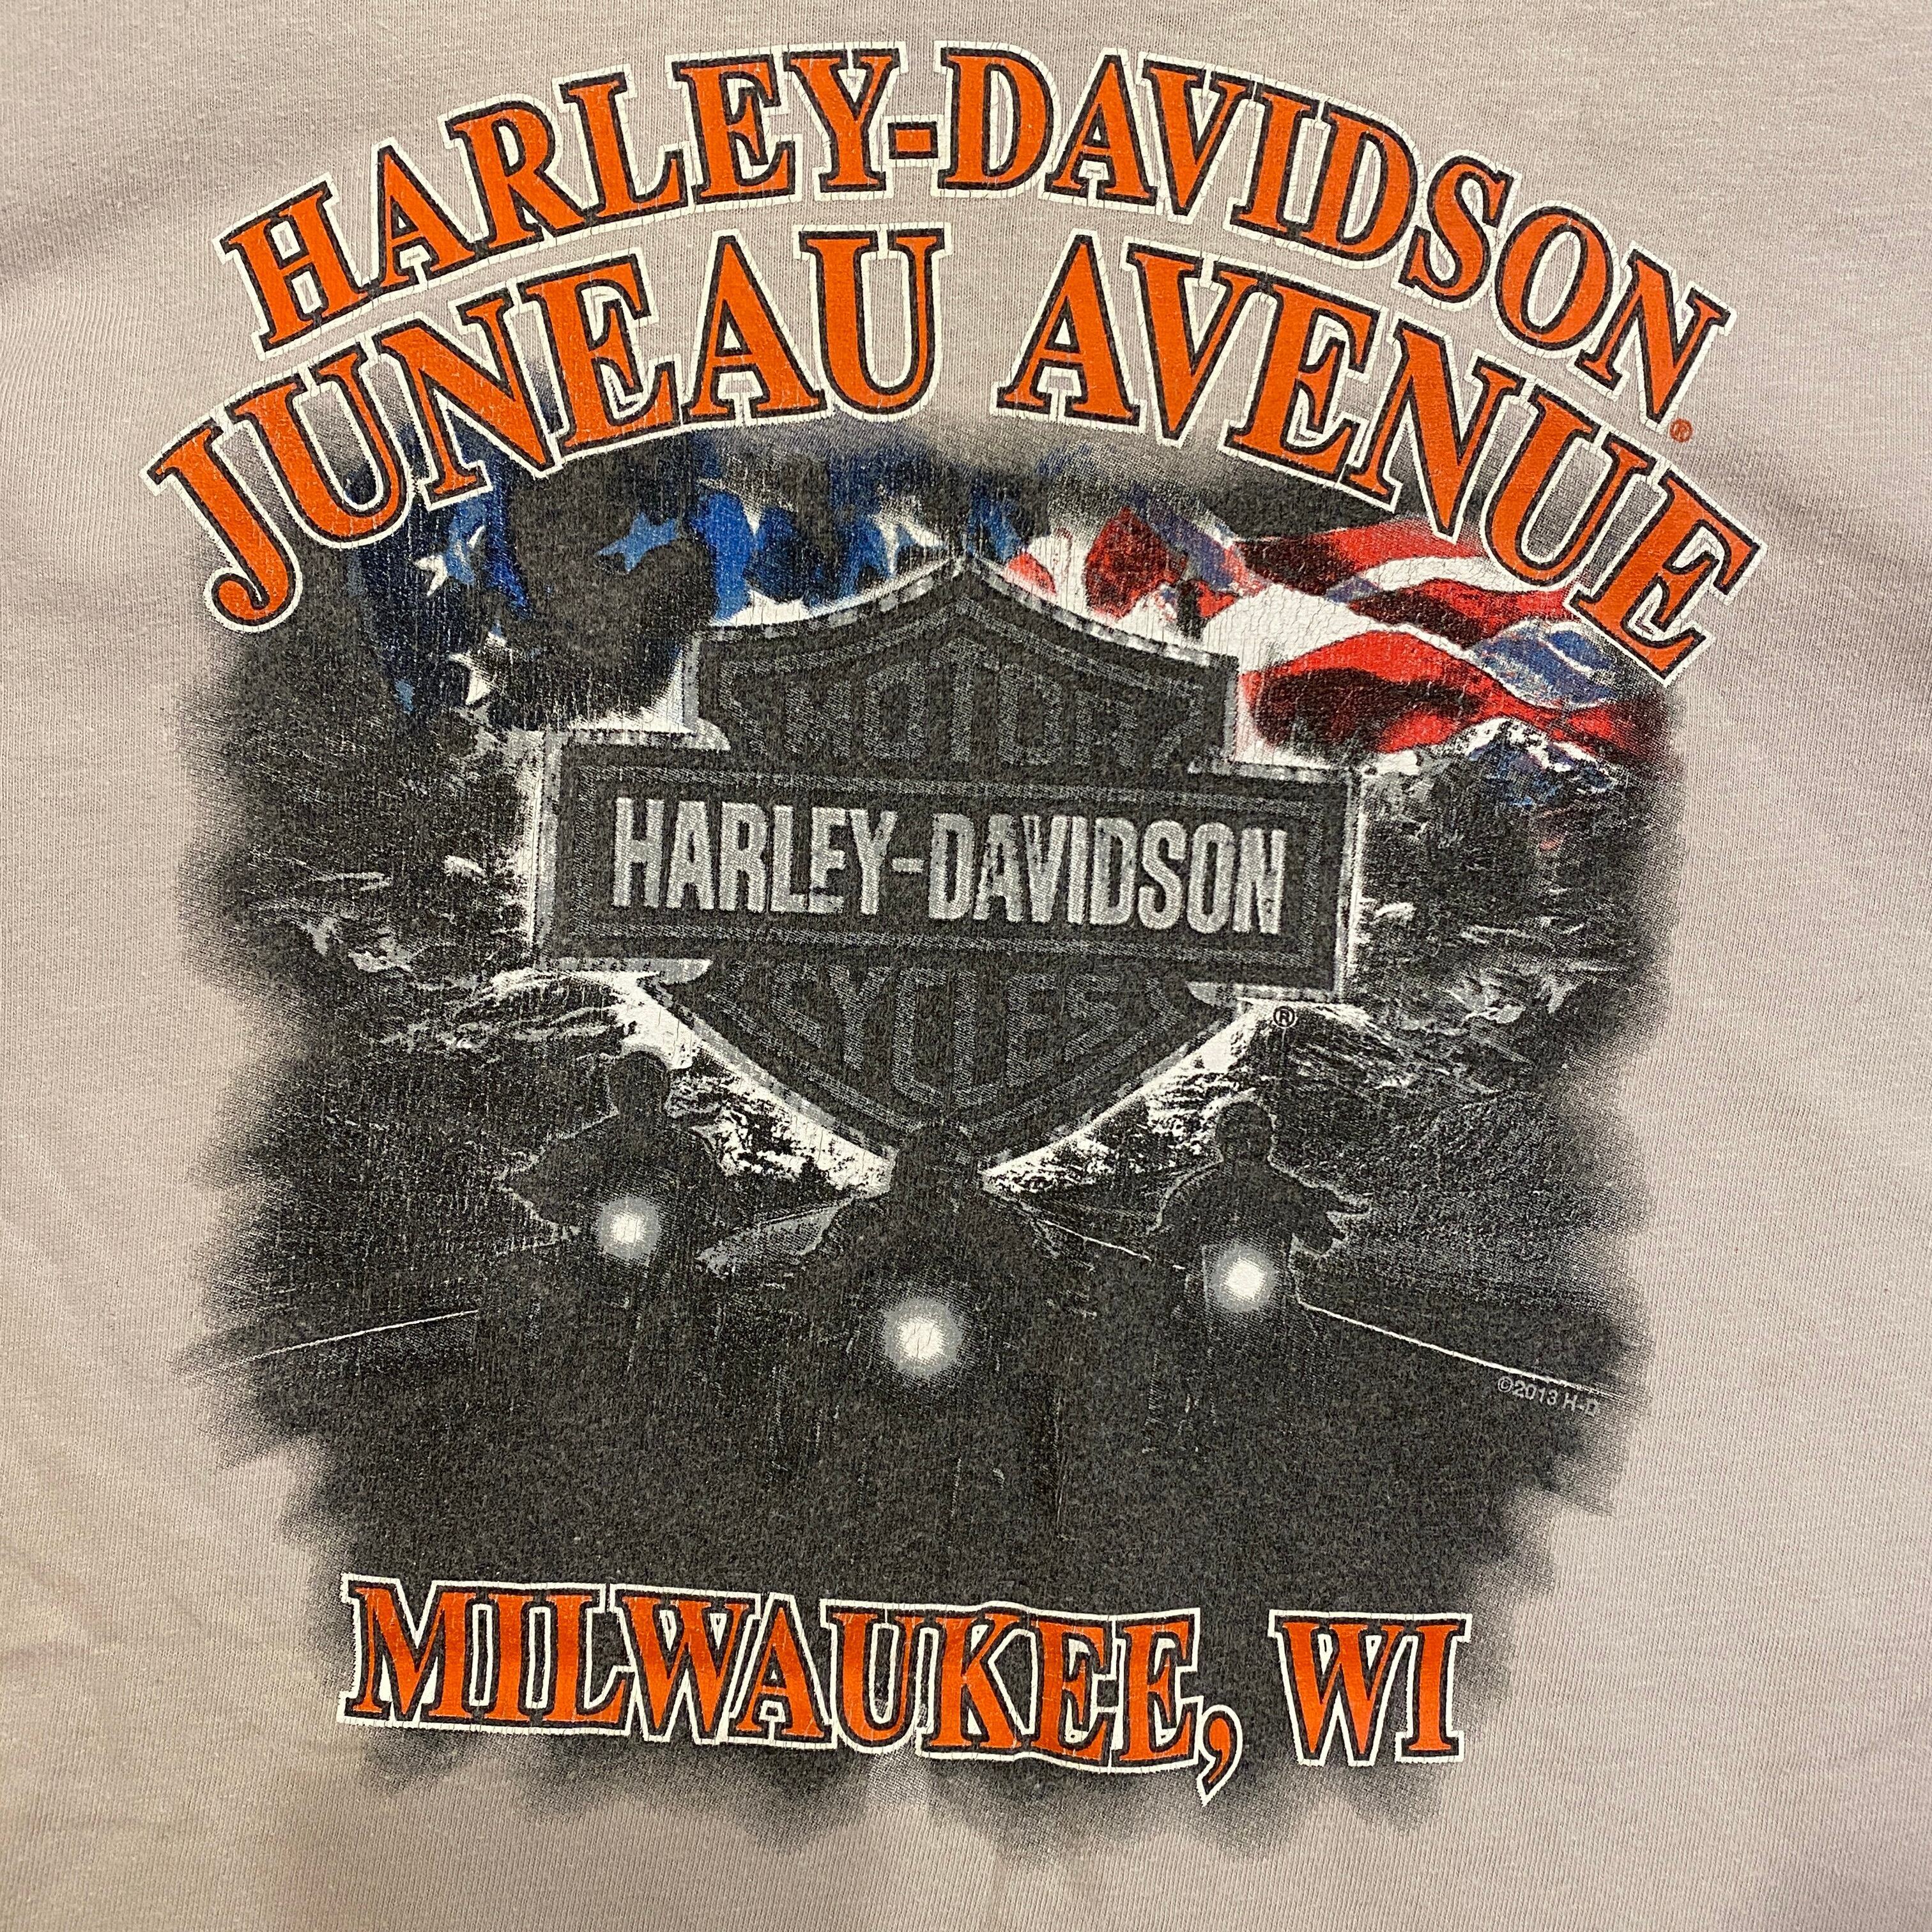 HARLEY-DAVIDSON®
JUNEAU AVENUE
MOTOR
HARLEY-DAVIDSON
CYCLES
®
©2013 H-D
MILWAUKEE, WI